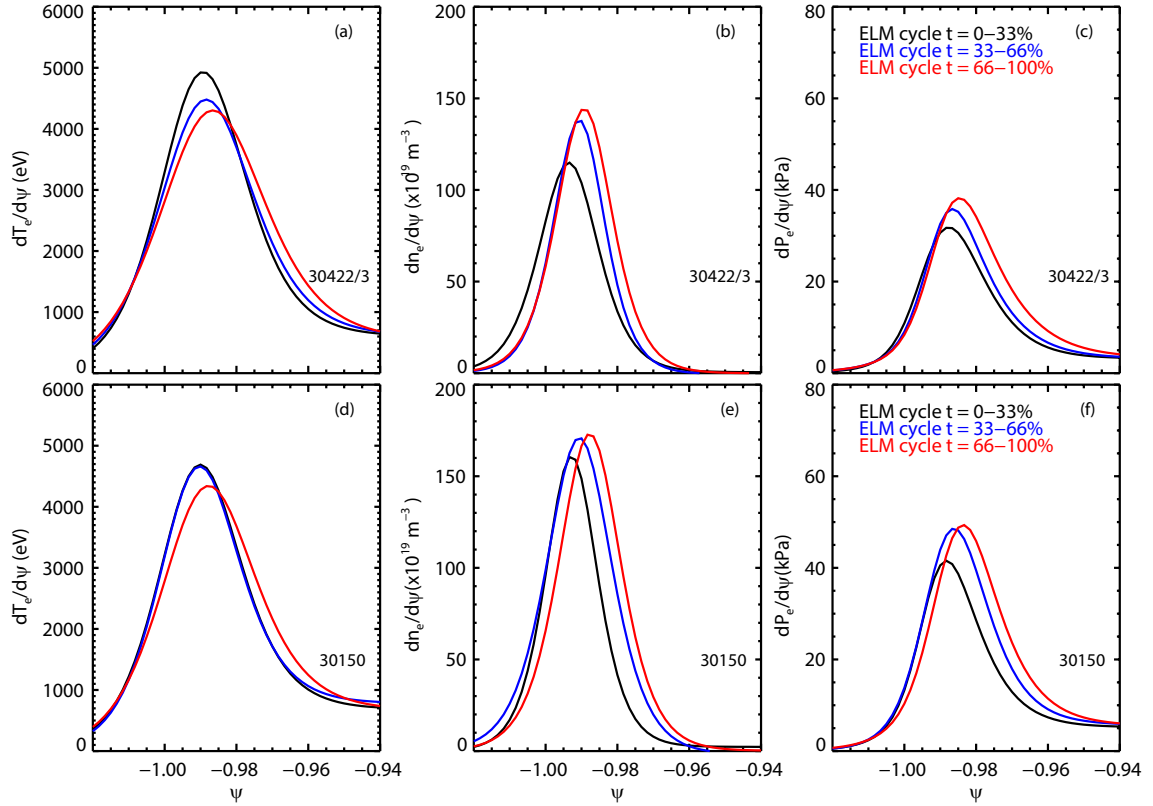 6000
5000
4000
3000
2000
1000
0
dTₑ/dψ (eV)
(a)
30422/3
200
150
100
50
0
dnₑ/dψ (x10¹⁹ m⁻³ )
(b)
30422/3
80
60
40
20
0
dPₑ/dψ(kPa)
ELM cycle t = 0−33%
ELM cycle t = 33−66%
ELM cycle t = 66−100%
(c)
30422/3
6000
5000
4000
3000
2000
1000
0
dTₑ/dψ (eV)
(d)
30150
−1.00 −0.98 −0.96 −0.94
ψ
200
150
100
50
0
dnₑ/dψ(x10¹⁹ m⁻³ )
(e)
30150
−1.00 −0.98 −0.96 −0.94
ψ
80
60
40
20
0
dPₑ/dψ(kPa)
ELM cycle t = 0−33%
ELM cycle t = 33−66%
ELM cycle t = 66−100%
(f)
30150
−1.00 −0.98 −0.96 −0.94
ψ